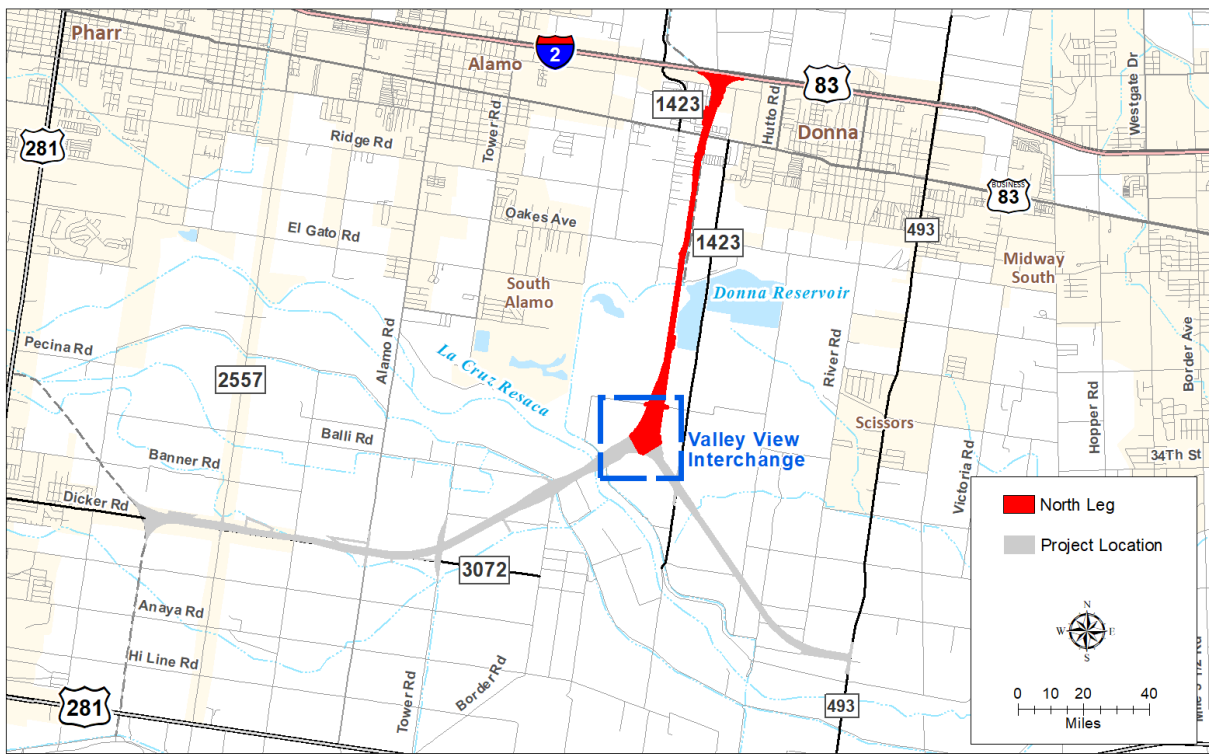 Pharr
Alamo
2
83
1423
Westgate Dr
Hutto Rd
Donna
281
Ridge Rd
Tower Rd
BUSINESS
83
Oakes Ave
El Gato Rd
1423
493
Midway
South
South
Alamo
Donna Reservoir
Pecina Rd
Alamo Rd
La Cruz Resaca
River Rd
Border Ave
2557
Hopper Rd
Balli Rd
Scissors
Valley View
Interchange
Banner Rd
34Th St
Victoria Rd
Dicker Rd
North Leg
Project Location
3072
Anaya Rd
N
W E
S
Hi Line Rd
Border Rd
Tower Rd
281
493
0 10 20 40
Miles